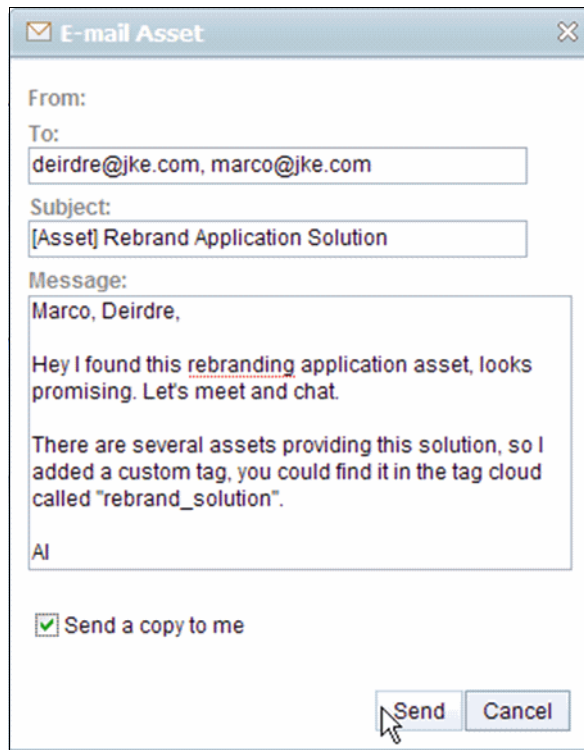 E-mail Asset
From:
To:
deirdre@jke.com, marco@jke.com
Subject:
[Asset] Rebrand Application Solution
Message:
Marco, Deirdre,
Hey I found this rebranding application asset, looks
promising. Let's meet and chat.
There are several assets providing this solution, so I
added a custom tag, you could find it in the tag cloud
called "rebrand_solution".
Al
Send a copy to me
Send Cancel